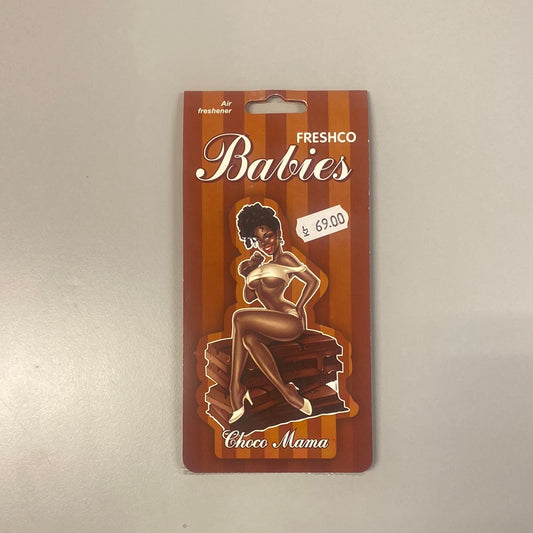 Air
freshener
FRESHCO
Babies
69.00
Choco Mama